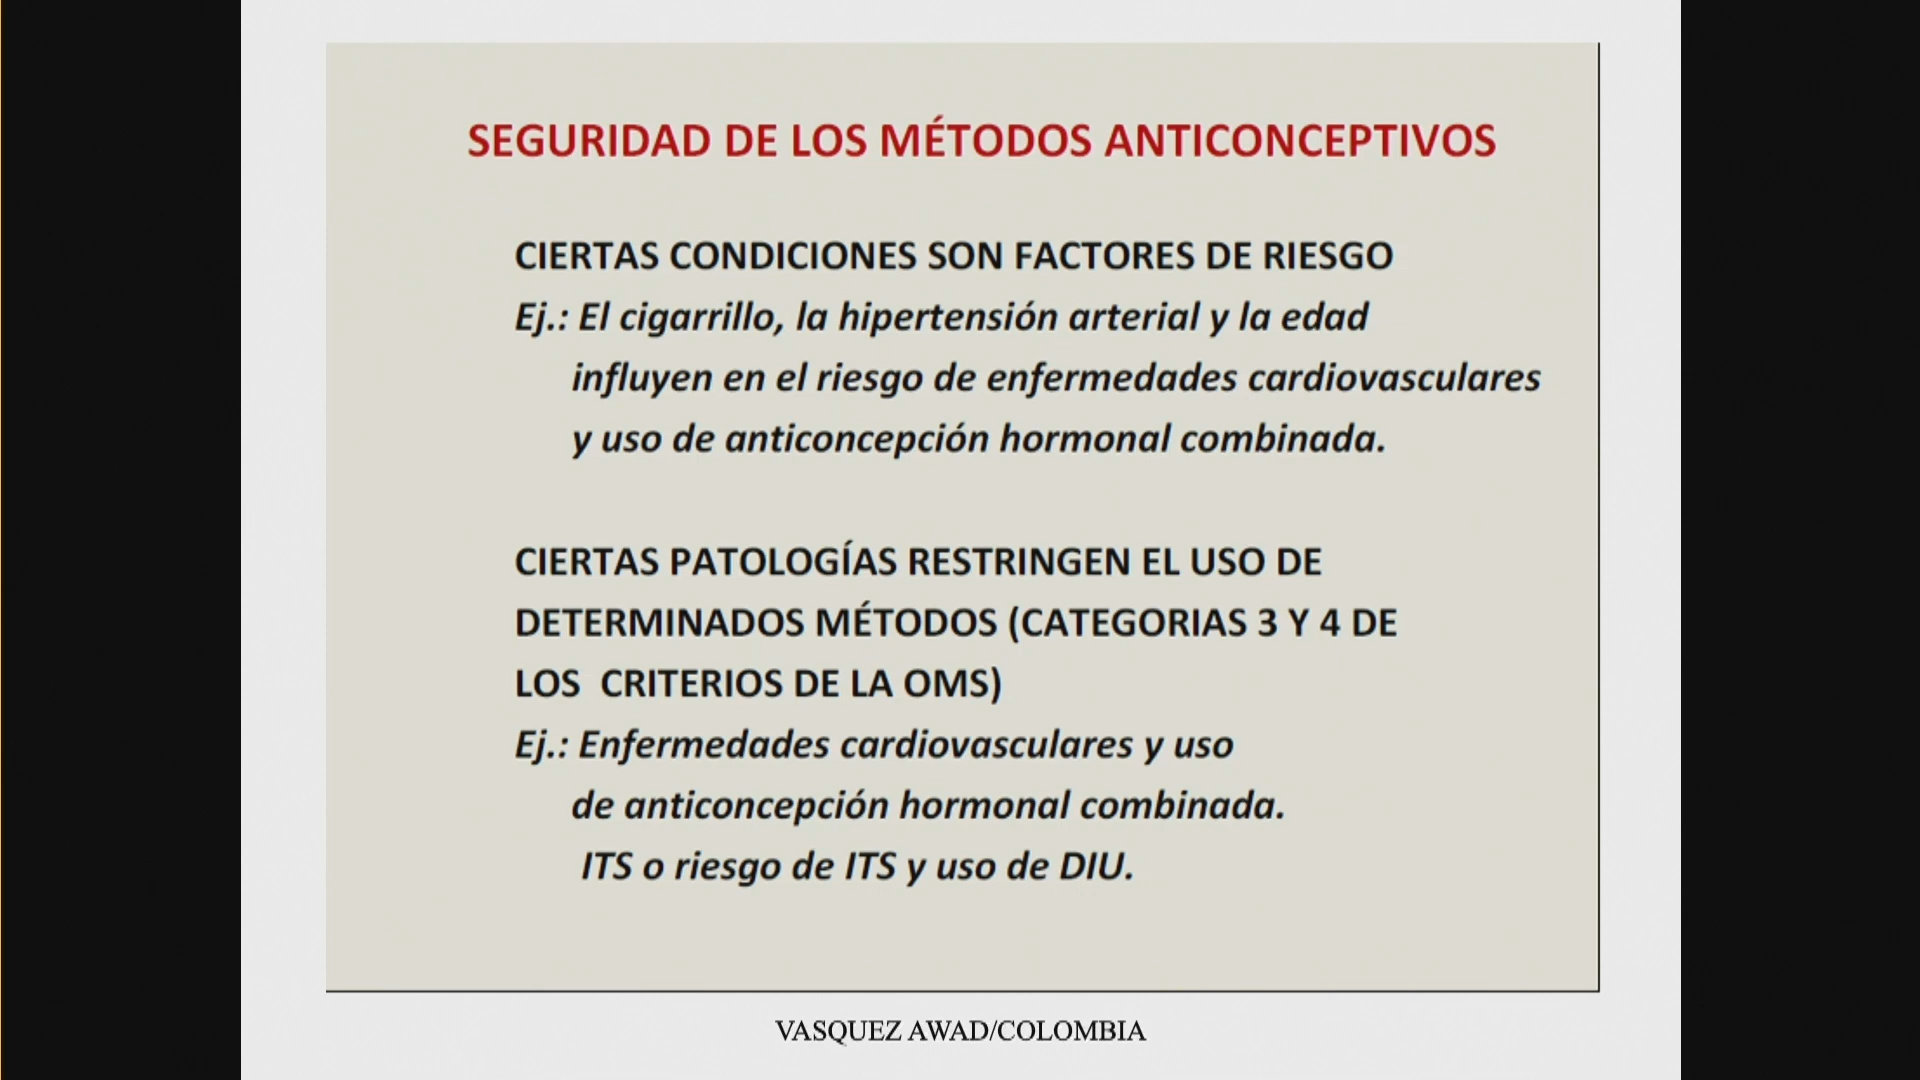 SEGURIDAD DE LOS MÉTODOS ANTICONCEPTIVOS
CIERTAS CONDICIONES SON FACTORES DE RIESGO
Ej.: El cigarrillo, la hipertensión arterial y la edad
influyen en el riesgo de enfermedades cardiovasculares
y uso de anticoncepción hormonal combinada.
CIERTAS PATOLOGÍAS RESTRINGEN EL USO DE
DETERMINADOS MÉTODOS (CATEGORIAS 3 Y 4 DE
LOS CRITERIOS DE LA OMS)
Ej.: Enfermedades cardiovasculares y uso
de anticoncepción hormonal combinada.
ITS o riesgo de ITS y uso de DIU.
VASQUEZ AWAD/COLOMBIA